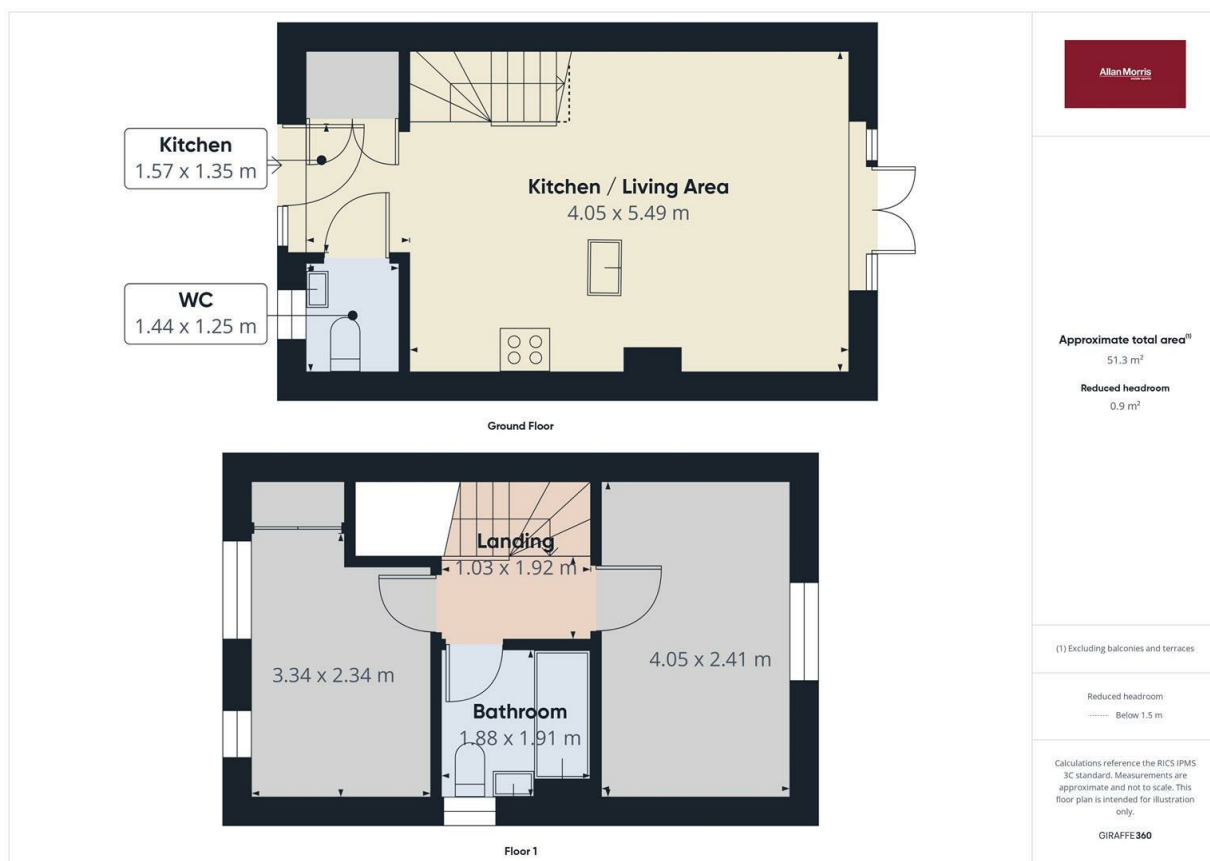 Kitchen
1.57 x 1.35 m
Kitchen / Living Area
4.05 x 5.49 m
WC
1.44 x 1.25 m
Ground Floor
Landing
1.03 x 1.92 m
3.34 x 2.34 m
4.05 x 2.41 m
Bathroom
1.88 x 1.91 m
Floor 1
Allan Morris
estate agents
Approximate total area(1)
51.3 m²
Reduced headroom
0.9 m²
(1) Excluding balconies and terraces
Reduced headroom
Below 1.5 m
Calculations reference the RICS IPMS
3C standard. Measurements are
approximate and not to scale. This
floor plan is intended for illustration
only.
GIRAFFE360